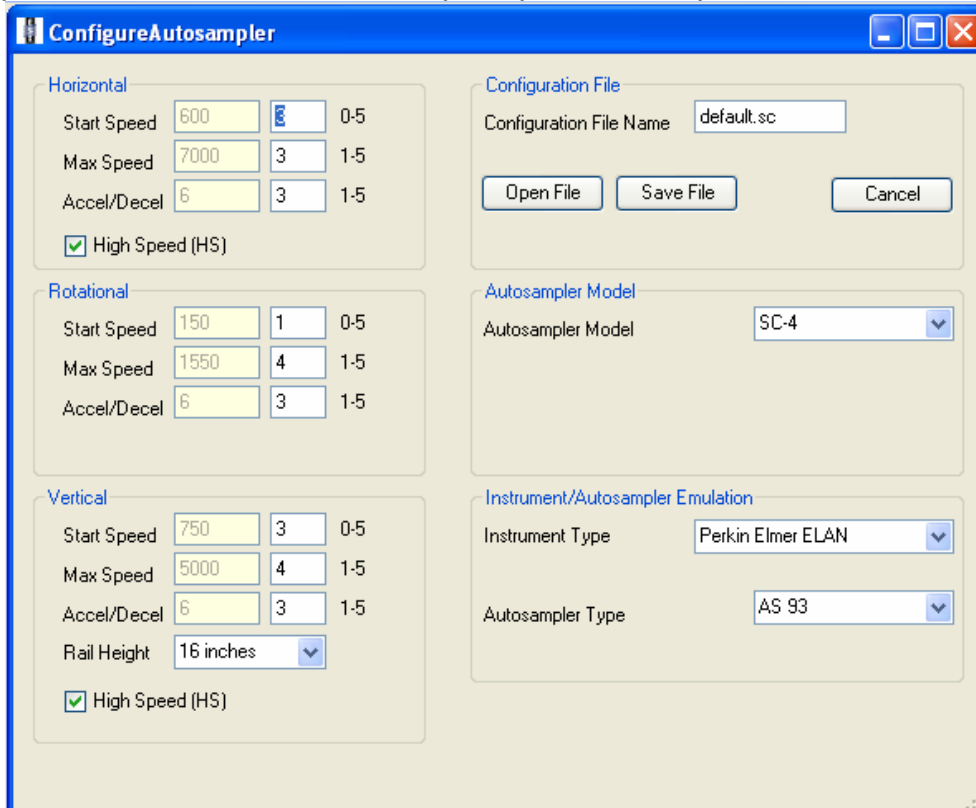 ConfigureAutosampler
Horizontal
Start Speed 600 3 0-5
Max Speed 7000 3 1-5
Accel/Decel 6 3 1-5
High Speed (HS)
Rotational
Start Speed 150 1 0-5
Max Speed 1550 4 1-5
Accel/Decel 6 3 1-5
Vertical
Start Speed 750 3 0-5
Max Speed 5000 4 1-5
Accel/Decel 6 3 1-5
Rail Height 16 inches
High Speed (HS)
Configuration File
Configuration File Name default.sc
Open File Save File Cancel
Autosampler Model
Autosampler Model SC-4
Instrument/Autosampler Emulation
Instrument Type Perkin Elmer ELAN
Autosampler Type AS 93